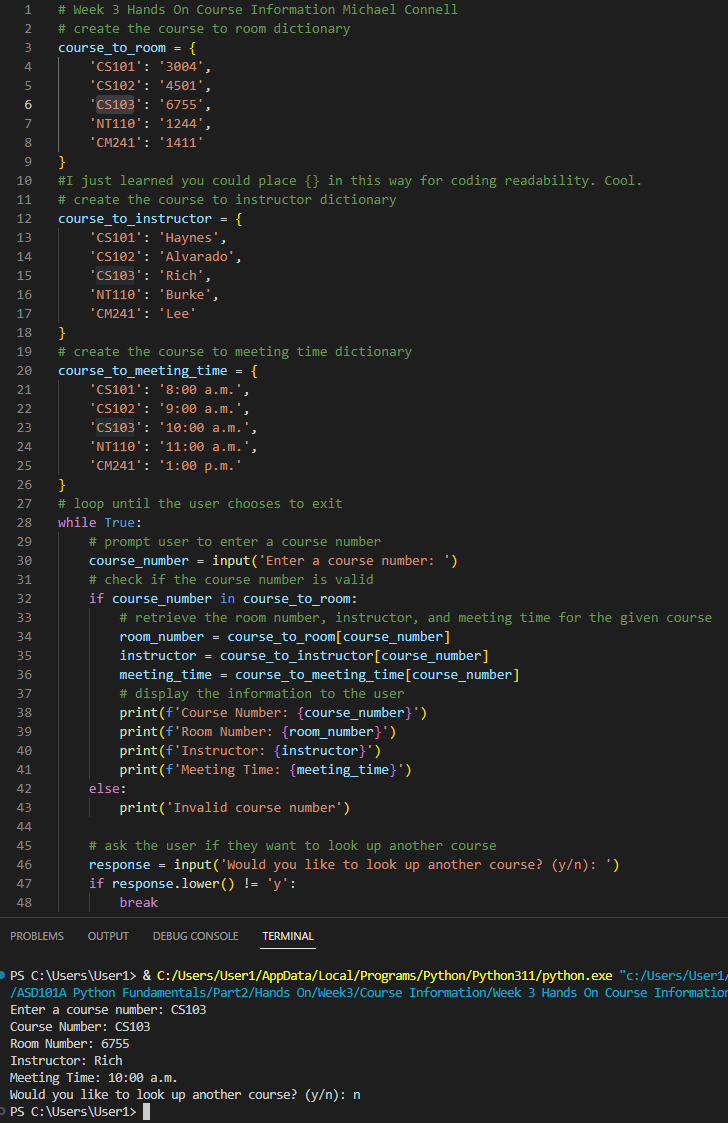 1 # Week 3 Hands On Course Information Michael Connell
2 # create the course to room dictionary
3 course_to_room = {
4     'CS101': '3004',
5     'CS102': '4501',
6     'CS103': '6755',
7     'NT110': '1244',
8     'CM241': '1411'
9 }
10 #I just learned you could place {} in this way for coding readability. Cool.
11 # create the course to instructor dictionary
12 course_to_instructor = {
13     'CS101': 'Haynes',
14     'CS102': 'Alvarado',
15     'CS103': 'Rich',
16     'NT110': 'Burke',
17     'CM241': 'Lee'
18 }
19 # create the course to meeting time dictionary
20 course_to_meeting_time = {
21     'CS101': '8:00 a.m.',
22     'CS102': '9:00 a.m.',
23     'CS103': '10:00 a.m.',
24     'NT110': '11:00 a.m.',
25     'CM241': '1:00 p.m.'
26 }
27 # loop until the user chooses to exit
28 while True:
29     # prompt user to enter a course number
30     course_number = input('Enter a course number: ')
31     # check if the course number is valid
32     if course_number in course_to_room:
33         # retrieve the room number, instructor, and meeting time for the given course
34         room_number = course_to_room[course_number]
35         instructor = course_to_instructor[course_number]
36         meeting_time = course_to_meeting_time[course_number]
37         # display the information to the user
38         print(f'Course Number: {course_number}')
39         print(f'Room Number: {room_number}')
40         print(f'Instructor: {instructor}')
41         print(f'Meeting Time: {meeting_time}')
42     else:
43         print('Invalid course number')
44
45     # ask the user if they want to look up another course
46     response = input('Would you like to look up another course? (y/n): ')
47     if response.lower() != 'y':
48         break
PROBLEMS OUTPUT DEBUG CONSOLE TERMINAL
PS C:\Users\User1> & C:/Users/User1/AppData/Local/Programs/Python/Python311/python.exe "c:/Users/User1/
/ASD101A Python Fundamentals/Part2/Hands On/Week3/Course Information/Week 3 Hands On Course Information
Enter a course number: CS103
Course Number: CS103
Room Number: 6755
Instructor: Rich
Meeting Time: 10:00 a.m.
Would you like to look up another course? (y/n): n
PS C:\Users\User1>